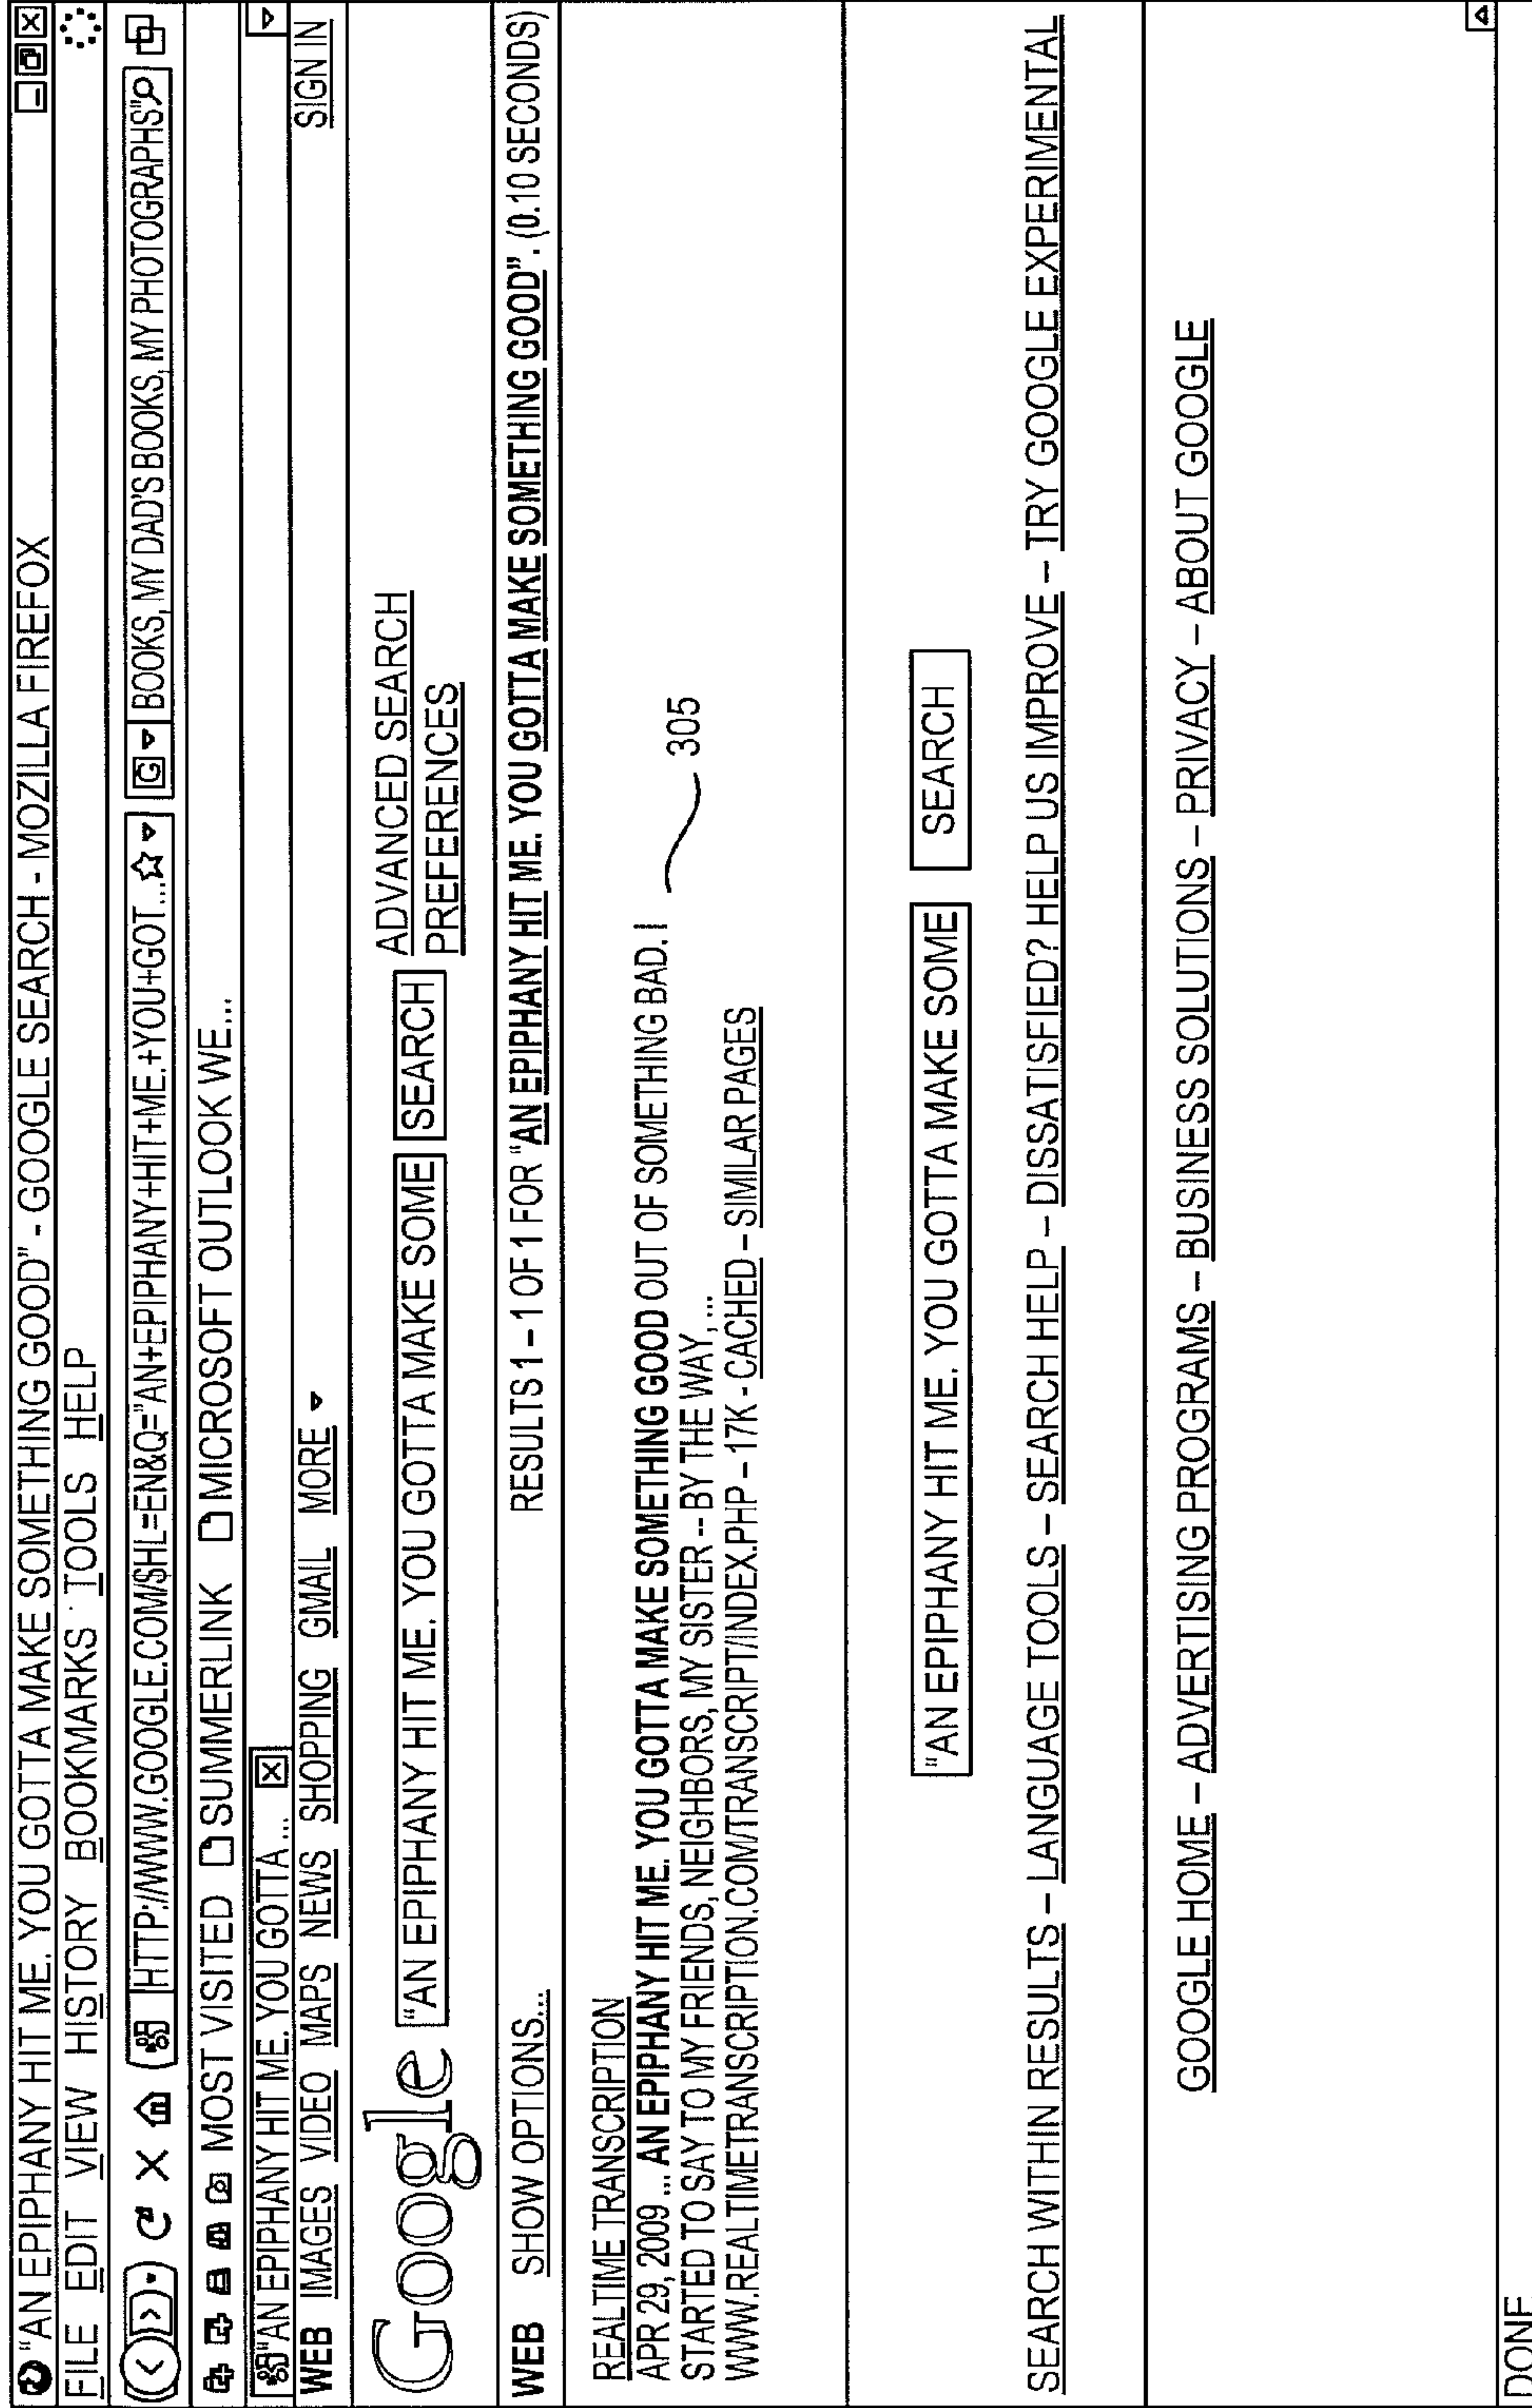 "AN EPIPHANY HIT ME. YOU GOTTA MAKE SOMETHING GOOD" - GOOGLE SEARCH - MOZILLA FIREFOX
FILE EDIT VIEW HISTORY BOOKMARKS TOOLS HELP
HTTP://WWW.GOOGLE.COM/SHL=EN&Q="AN+EPIPHANY+HIT+ME.+YOU+GOT... G BOOKS, MY DAD'S BOOKS, MY PHOTOGRAPHS"
MOST VISITED SUMMERLINK MICROSOFT OUTLOOK WE...
"AN EPIPHANY HIT ME. YOU GOTTA ...
WEB IMAGES VIDEO MAPS NEWS SHOPPING GMAIL MORE SIGN IN
Google "AN EPIPHANY HIT ME. YOU GOTTA MAKE SOME SEARCH ADVANCED SEARCH
PREFERENCES
WEB SHOW OPTIONS... RESULTS 1 – 1 OF 1 FOR "AN EPIPHANY HIT ME. YOU GOTTA MAKE SOMETHING GOOD". (0.10 SECONDS)
REALTIME TRANSCRIPTION
APR 29, 2009 ... AN EPIPHANY HIT ME. YOU GOTTA MAKE SOMETHING GOOD OUT OF SOMETHING BAD. I
305
STARTED TO SAY TO MY FRIENDS, NEIGHBORS, MY SISTER -- BY THE WAY, ...
WWW.REALTIMETRANSCRIPTION.COM/TRANSCRIPT/INDEX.PHP – 17K - CACHED – SIMILAR PAGES
"AN EPIPHANY HIT ME. YOU GOTTA MAKE SOME SEARCH
SEARCH WITHIN RESULTS – LANGUAGE TOOLS – SEARCH HELP – DISSATISFIED? HELP US IMPROVE – TRY GOOGLE EXPERIMENTAL
GOOGLE HOME – ADVERTISING PROGRAMS – BUSINESS SOLUTIONS – PRIVACY – ABOUT GOOGLE
DONE